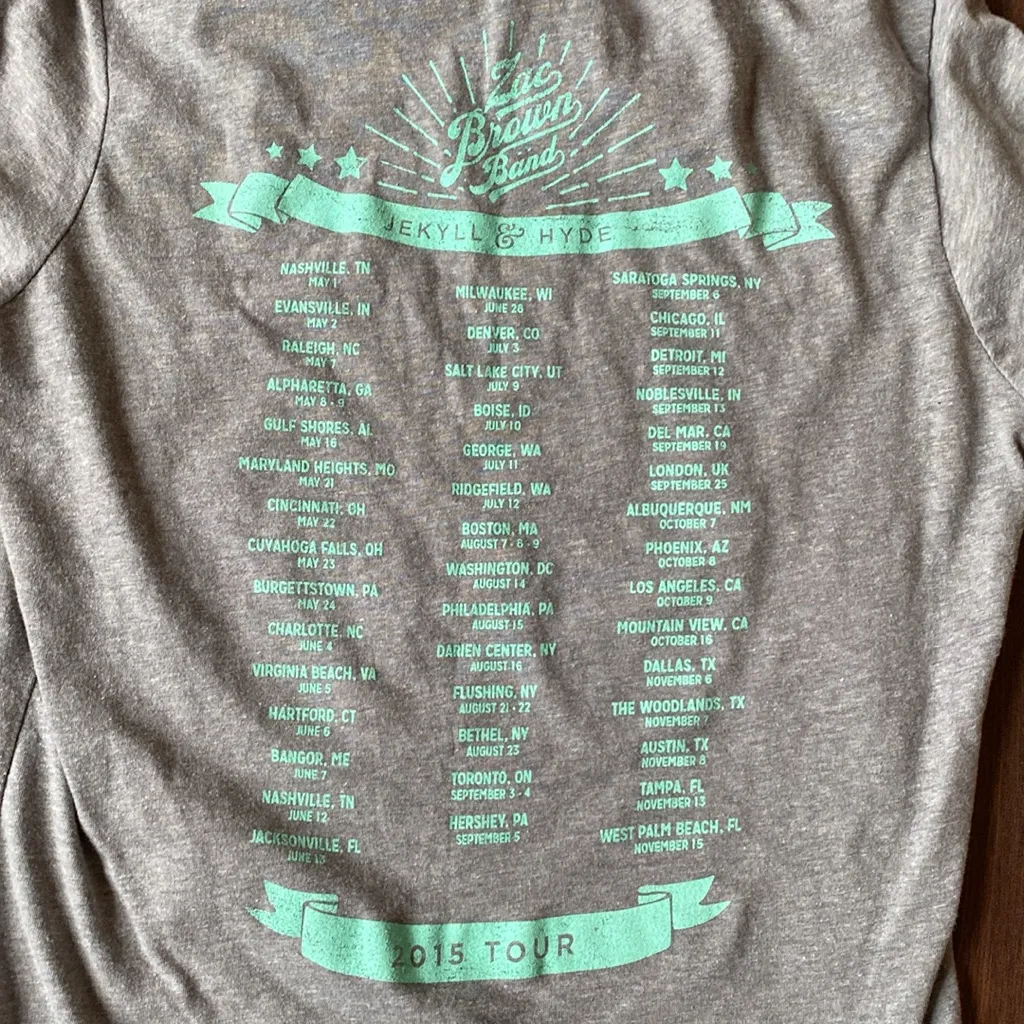 Zac
Brown
Band
JEKYLL & HYDE
NASHVILLE, TN
MAY 1
EVANSVILLE, IN
MAY 2
RALEIGH, NC
MAY 7
ALPHARETTA, GA
MAY 8 - 9
GULF SHORES, AL
MAY 16
MARYLAND HEIGHTS, MO
MAY 21
CINCINNATI, OH
MAY 22
CUYAHOGA FALLS, OH
MAY 23
BURGETTSTOWN, PA
MAY 24
CHARLOTTE, NC
JUNE 4
VIRGINIA BEACH, VA
JUNE 5
HARTFORD, CT
JUNE 6
BANGOR, ME
JUNE 7
NASHVILLE, TN
JUNE 12
JACKSONVILLE, FL
JUNE 13
MILWAUKEE, WI
JUNE 26
DENVER, CO
JULY 3
SALT LAKE CITY, UT
JULY 9
BOISE, ID
JULY 10
GEORGE, WA
JULY 11
RIDGEFIELD, WA
JULY 12
BOSTON, MA
AUGUST 7 - 8 - 9
WASHINGTON, DC
AUGUST 14
PHILADELPHIA, PA
AUGUST 15
DARIEN CENTER, NY
AUGUST 16
FLUSHING, NY
AUGUST 21 - 22
BETHEL, NY
AUGUST 23
TORONTO, ON
SEPTEMBER 3 - 4
HERSHEY, PA
SEPTEMBER 5
SARATOGA SPRINGS, NY
SEPTEMBER 6
CHICAGO, IL
SEPTEMBER 11
DETROIT, MI
SEPTEMBER 12
NOBLESVILLE, IN
SEPTEMBER 13
DEL MAR, CA
SEPTEMBER 19
LONDON, UK
SEPTEMBER 25
ALBUQUERQUE, NM
OCTOBER 7
PHOENIX, AZ
OCTOBER 8
LOS ANGELES, CA
OCTOBER 9
MOUNTAIN VIEW, CA
OCTOBER 16
DALLAS, TX
NOVEMBER 6
THE WOODLANDS, TX
NOVEMBER 7
AUSTIN, TX
NOVEMBER 8
TAMPA, FL
NOVEMBER 13
WEST PALM BEACH, FL
NOVEMBER 15
2015 TOUR